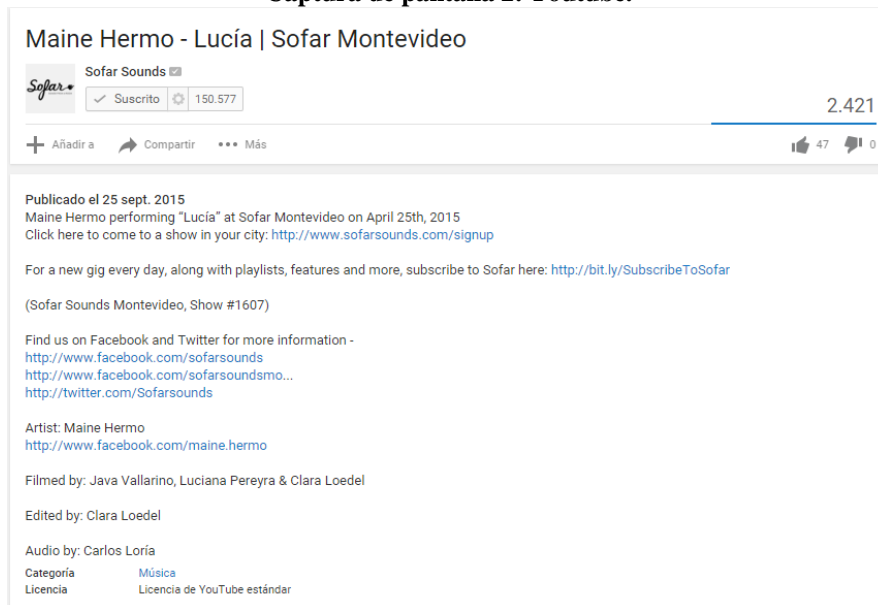 Captura de pantalla 2. Youtube.
Maine Hermo - Lucía | Sofar Montevideo
Sofar
Sofar Sounds
Suscrito 150.577
2.421
Añadir a Compartir Más
47 0
Publicado el 25 sept. 2015
Maine Hermo performing “Lucía” at Sofar Montevideo on April 25th, 2015
Click here to come to a show in your city: http://www.sofarsounds.com/signup
For a new gig every day, along with playlists, features and more, subscribe to Sofar here: http://bit.ly/SubscribeToSofar
(Sofar Sounds Montevideo, Show #1607)
Find us on Facebook and Twitter for more information -
http://www.facebook.com/sofarsounds
http://www.facebook.com/sofarsoundsmo...
http://twitter.com/Sofarsounds
Artist: Maine Hermo
http://www.facebook.com/maine.hermo
Filmed by: Java Vallarino, Luciana Pereyra & Clara Loedel
Edited by: Clara Loedel
Audio by: Carlos Loría
Categoría Música
Licencia Licencia de YouTube estándar